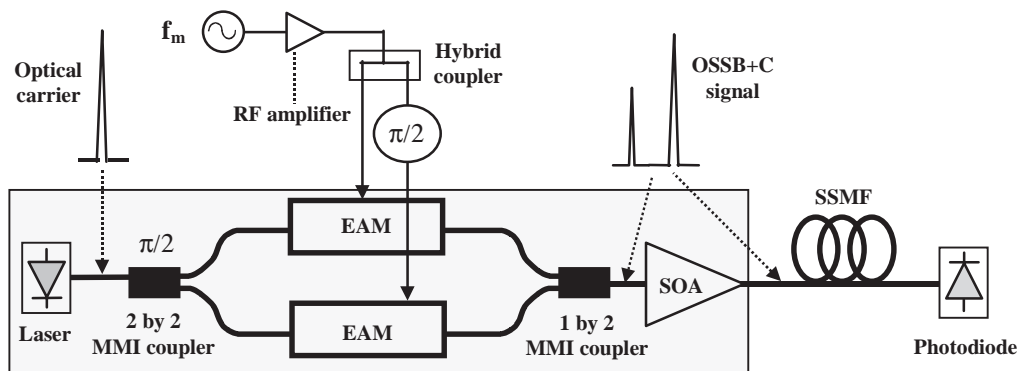 f_m
Hybrid
coupler
OSSB+C
signal
Optical
carrier
RF amplifier
π/2
SSMF
EAM
π/2
SOA
EAM
Laser
2 by 2
MMI coupler
1 by 2
MMI coupler
Photodiode